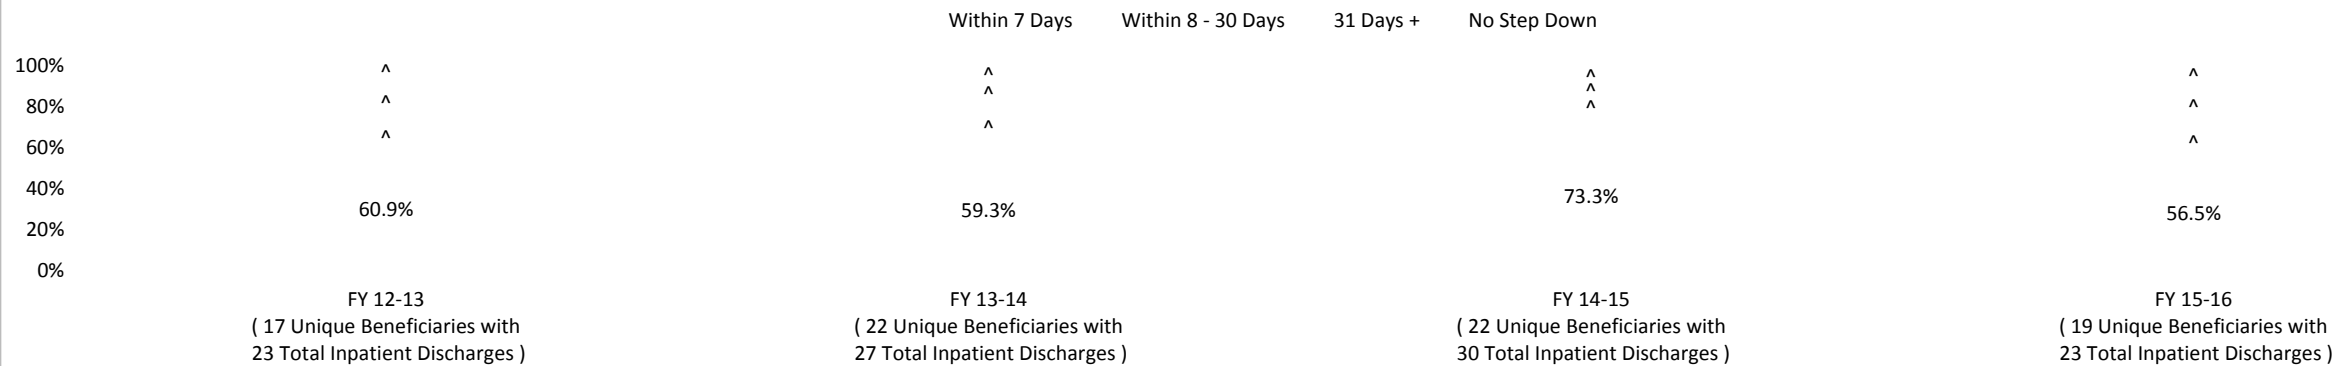 Within 7 Days Within 8 - 30 Days 31 Days + No Step Down
100%
80%
60%
40%
20%
0%
^
^
^
60.9%
^
^
^
59.3%
^
^
^
73.3%
^
^
^
56.5%
FY 12-13
( 17 Unique Beneficiaries with
23 Total Inpatient Discharges )
FY 13-14
( 22 Unique Beneficiaries with
27 Total Inpatient Discharges )
FY 14-15
( 22 Unique Beneficiaries with
30 Total Inpatient Discharges )
FY 15-16
( 19 Unique Beneficiaries with
23 Total Inpatient Discharges )